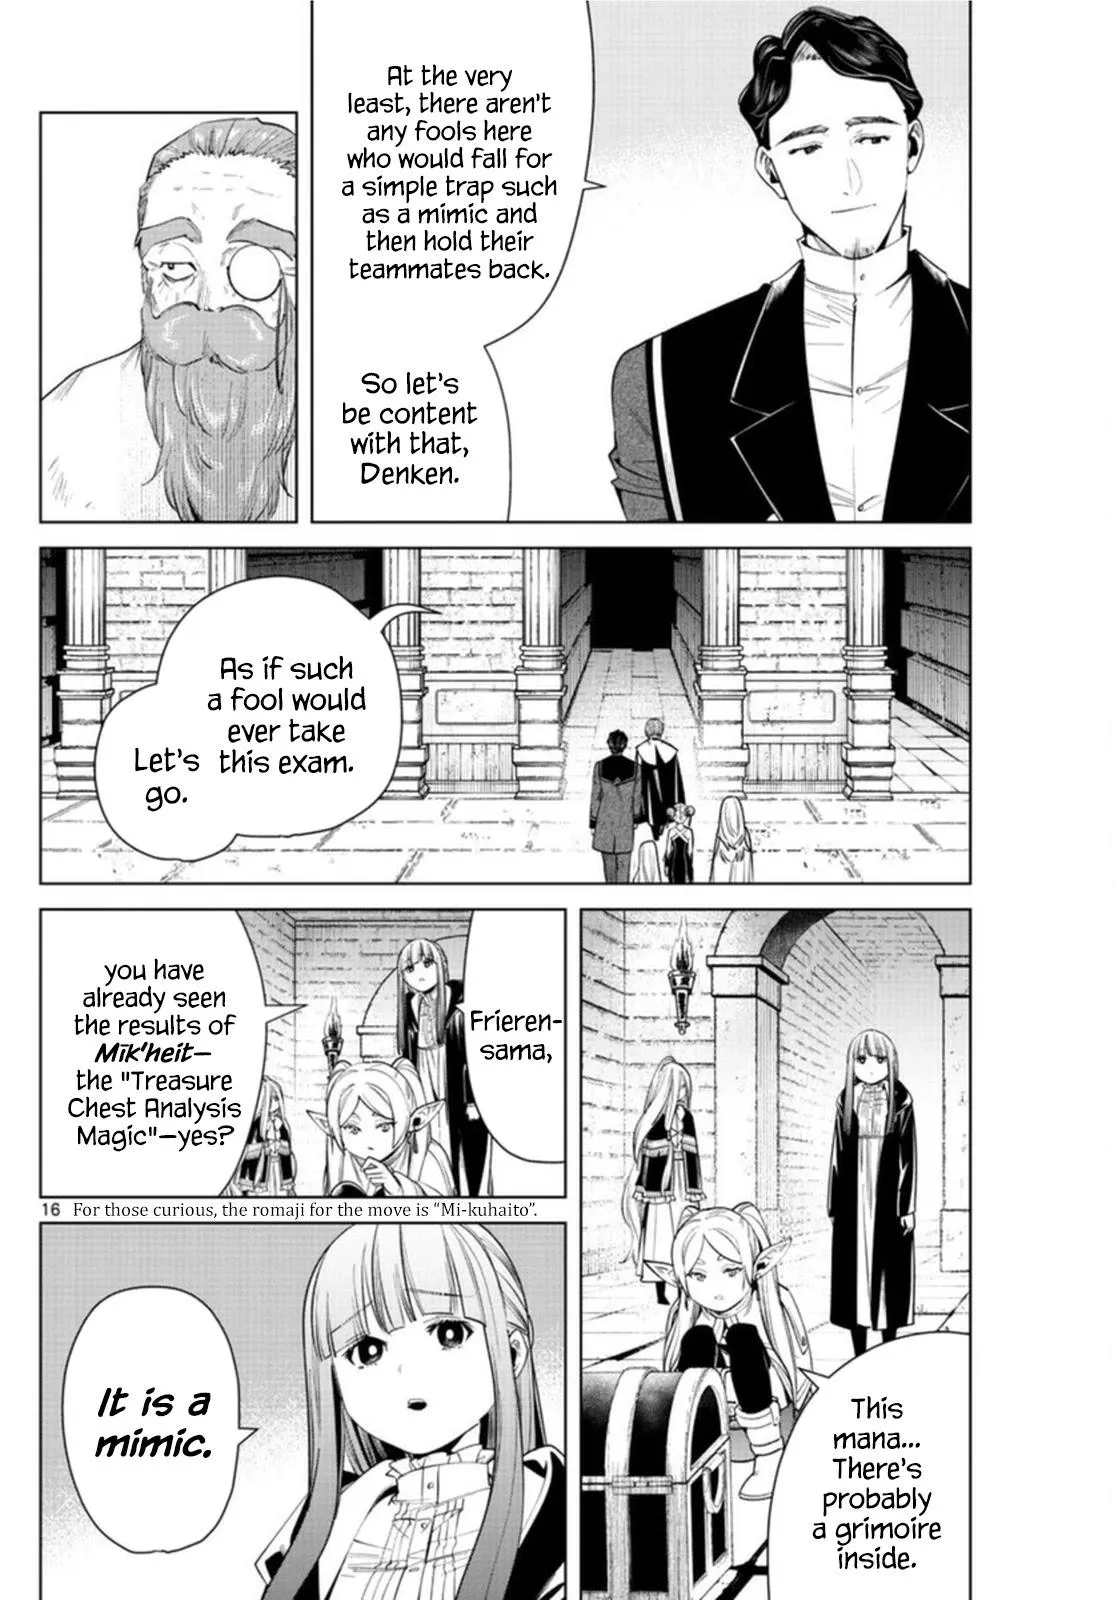 At the very
least, there aren't
any fools here
who would fall for
a simple trap such
as a mimic and
then hold their
teammates back.
So let's
be content
with that,
Denken.
As if such
a fool would
ever take
this exam.
Let's
go.
This
mana...
There's
probably
a grimoire
inside.
Frieren-
sama,
you have
already seen
the results of
Mīk'heit—
the "Treasure
Chest Analysis
Magic"—yes?
16 For those curious, the romaji for the move is “Mi-kuhaito”.
It is a
mimic.